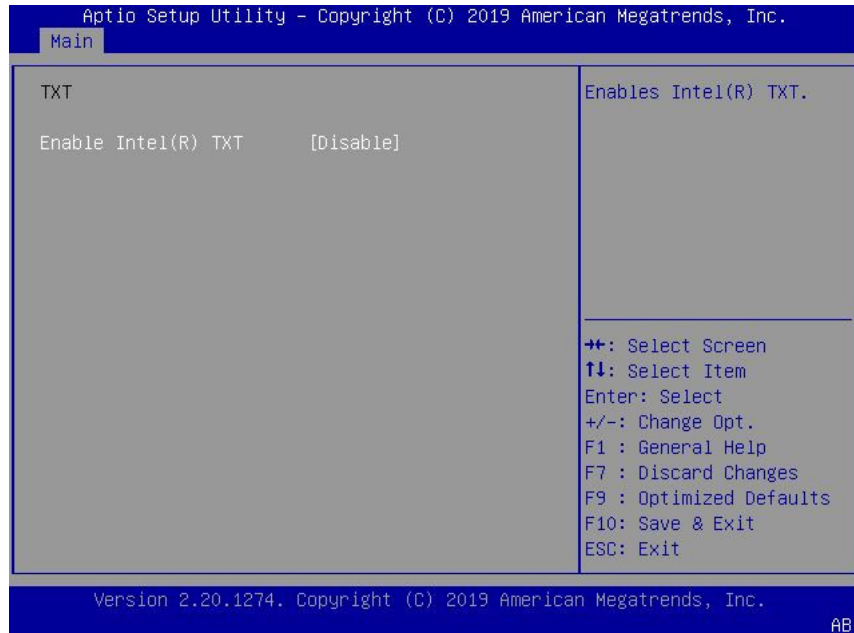 Aptio Setup Utility – Copyright (C) 2019 American Megatrends, Inc.
Main
TXT
Enable Intel(R) TXT [Disable]
Enables Intel(R) TXT.
→←: Select Screen
↑↓: Select Item
Enter: Select
+/-: Change Opt.
F1 : General Help
F7 : Discard Changes
F9 : Optimized Defaults
F10: Save & Exit
ESC: Exit
Version 2.20.1274. Copyright (C) 2019 American Megatrends, Inc.
AB